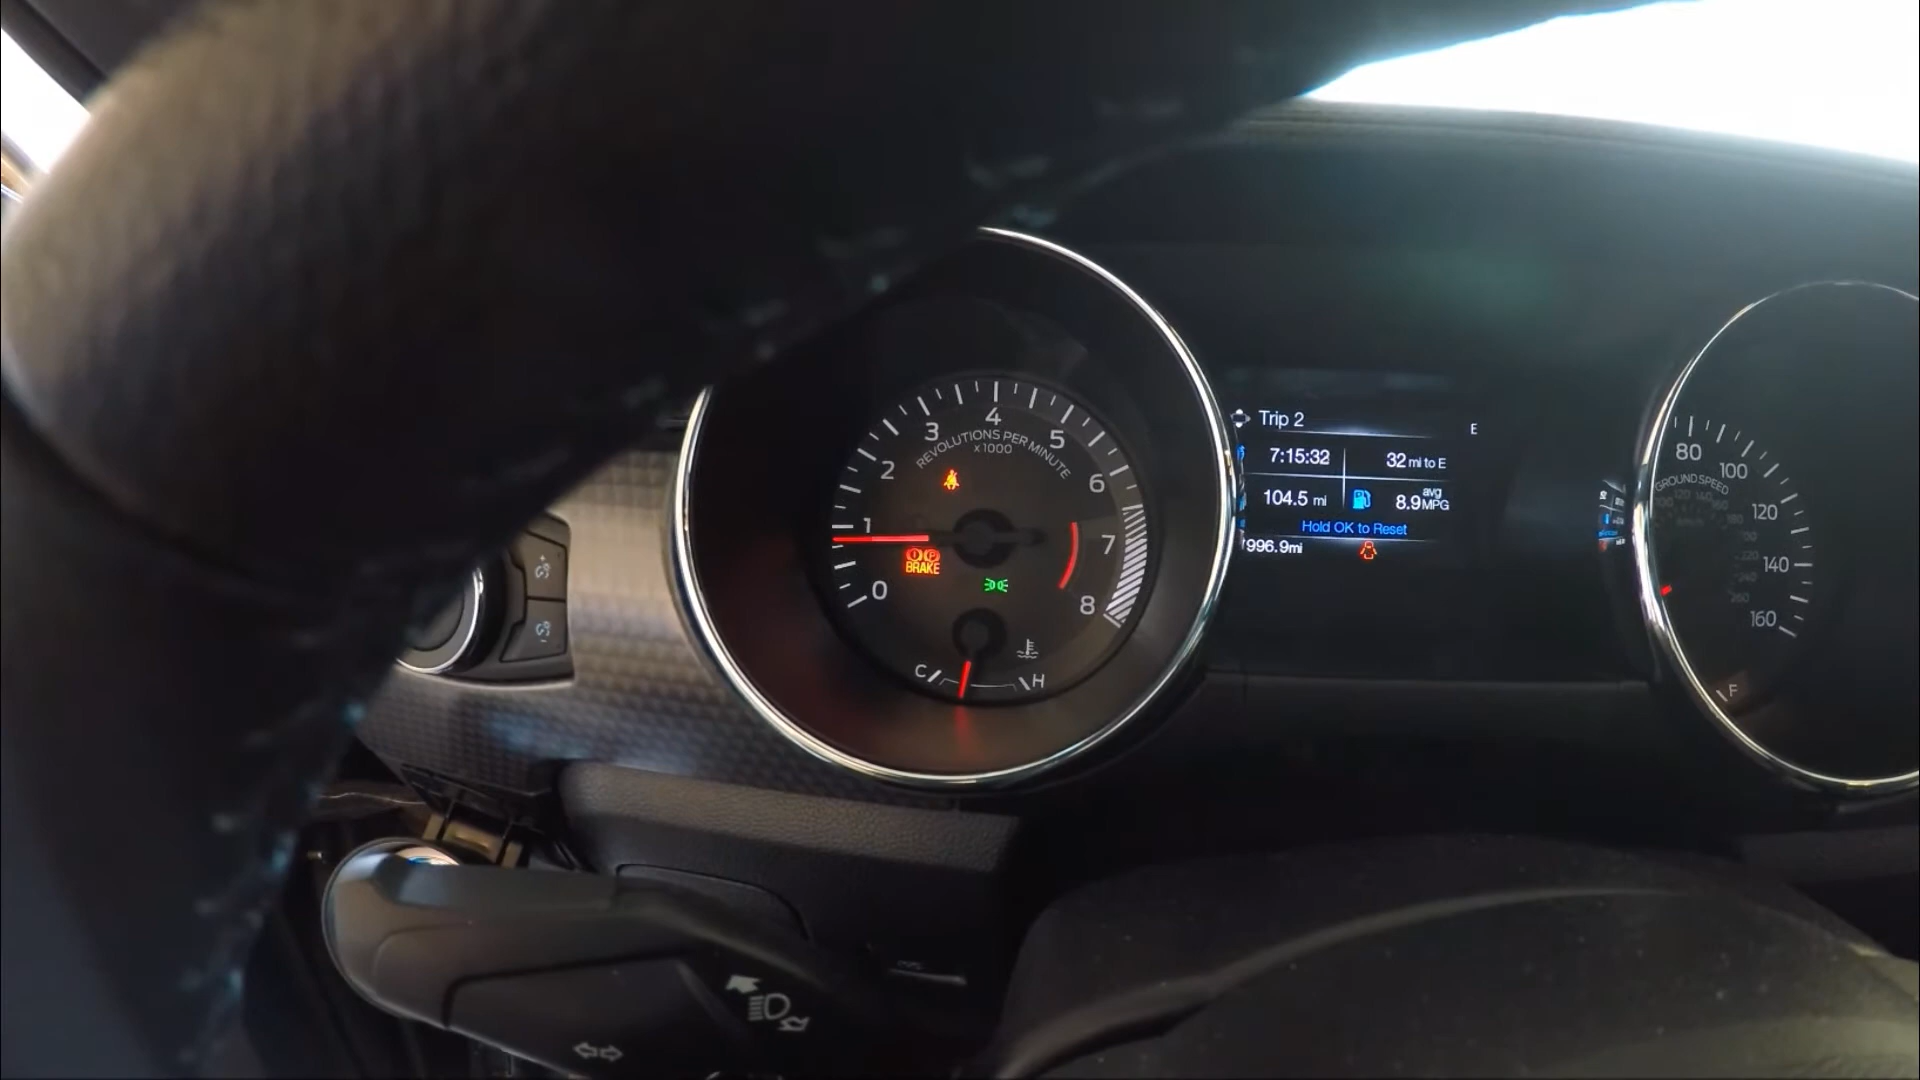 4
3
5
REVOLUTIONS PER MINUTE
x 1000
2
6
1
7
BRAKE
0
8
C
H
Trip 2
E
7:15:32
32 mi to E
104.5 mi
8.9 avg MPG
Hold OK to Reset
996.9mi
80
100
GROUND SPEED
120
140
160
F